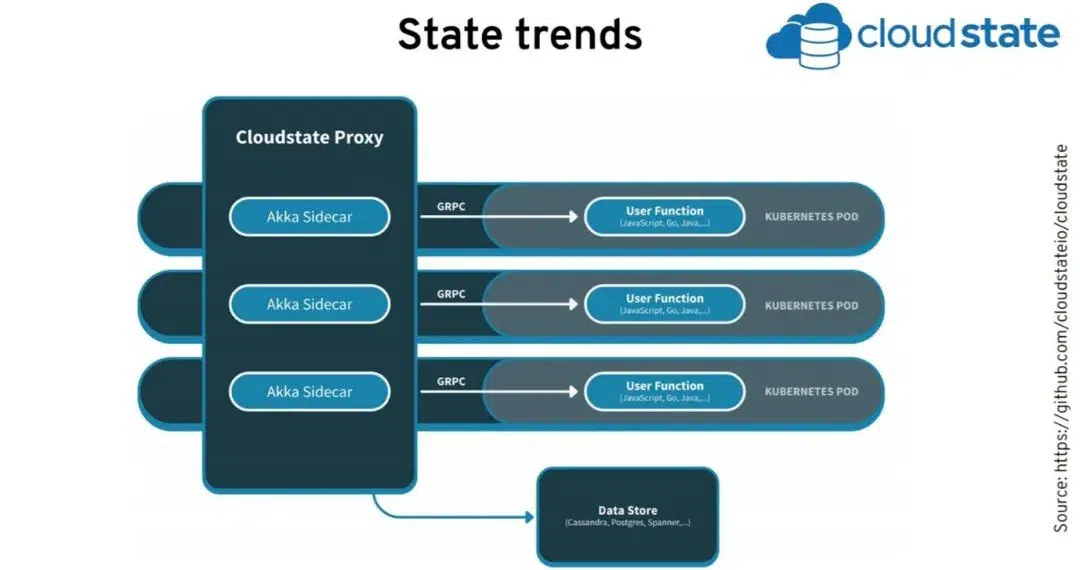 State trends
cloudstate
Cloudstate Proxy
Akka Sidecar
GRPC
User Function
(JavaScript, Go, Java,...)
KUBERNETES POD
Akka Sidecar
GRPC
User Function
(JavaScript, Go, Java,...)
KUBERNETES POD
Akka Sidecar
GRPC
User Function
(JavaScript, Go, Java,...)
KUBERNETES POD
Data Store
(Cassandra, Postgres, Spanner,...)
Source: https://github.com/cloudstateio/cloudstate